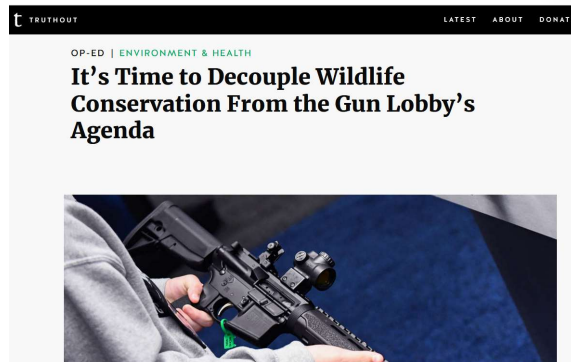 t TRUTHOUT
LATEST ABOUT DONAT
OP-ED | ENVIRONMENT & HEALTH
It’s Time to Decouple Wildlife
Conservation From the Gun Lobby’s
Agenda